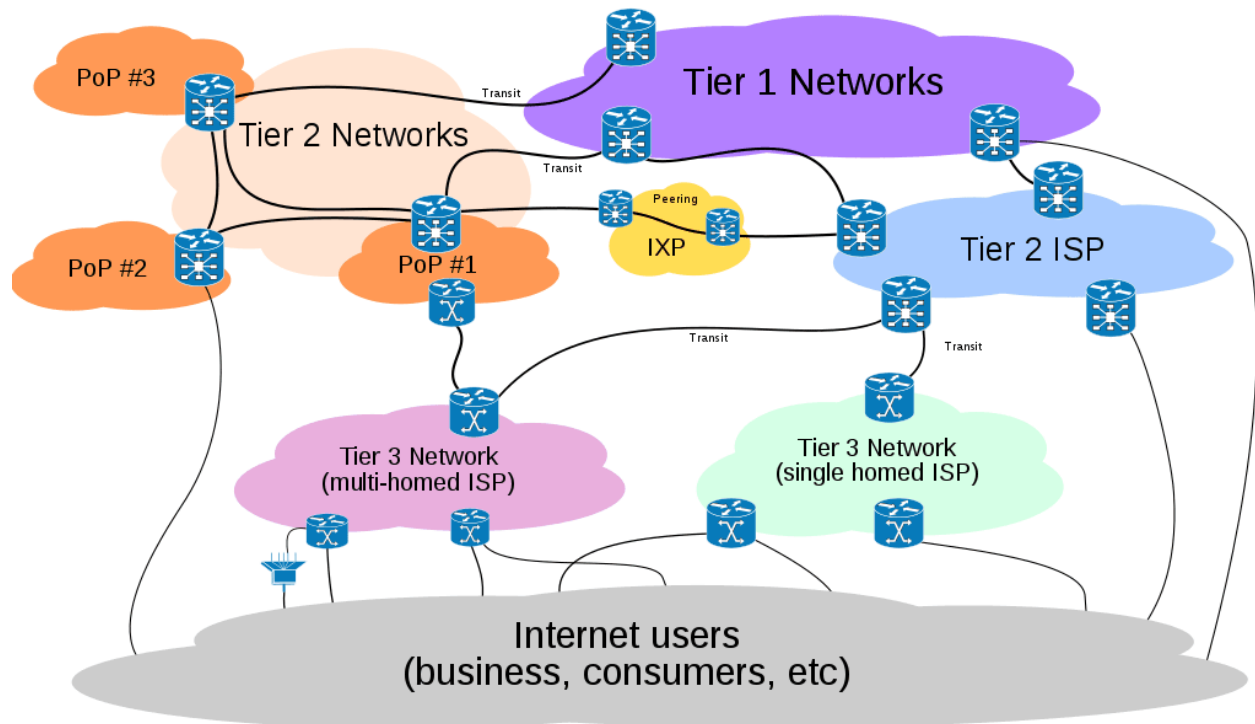 PoP #3
Tier 1 Networks
Transit
Tier 2 Networks
Transit
Peering
IXP
Tier 2 ISP
PoP #2
PoP #1
Transit
Transit
Tier 3 Network
(multi-homed ISP)
Tier 3 Network
(single homed ISP)
Internet users
(business, consumers, etc)